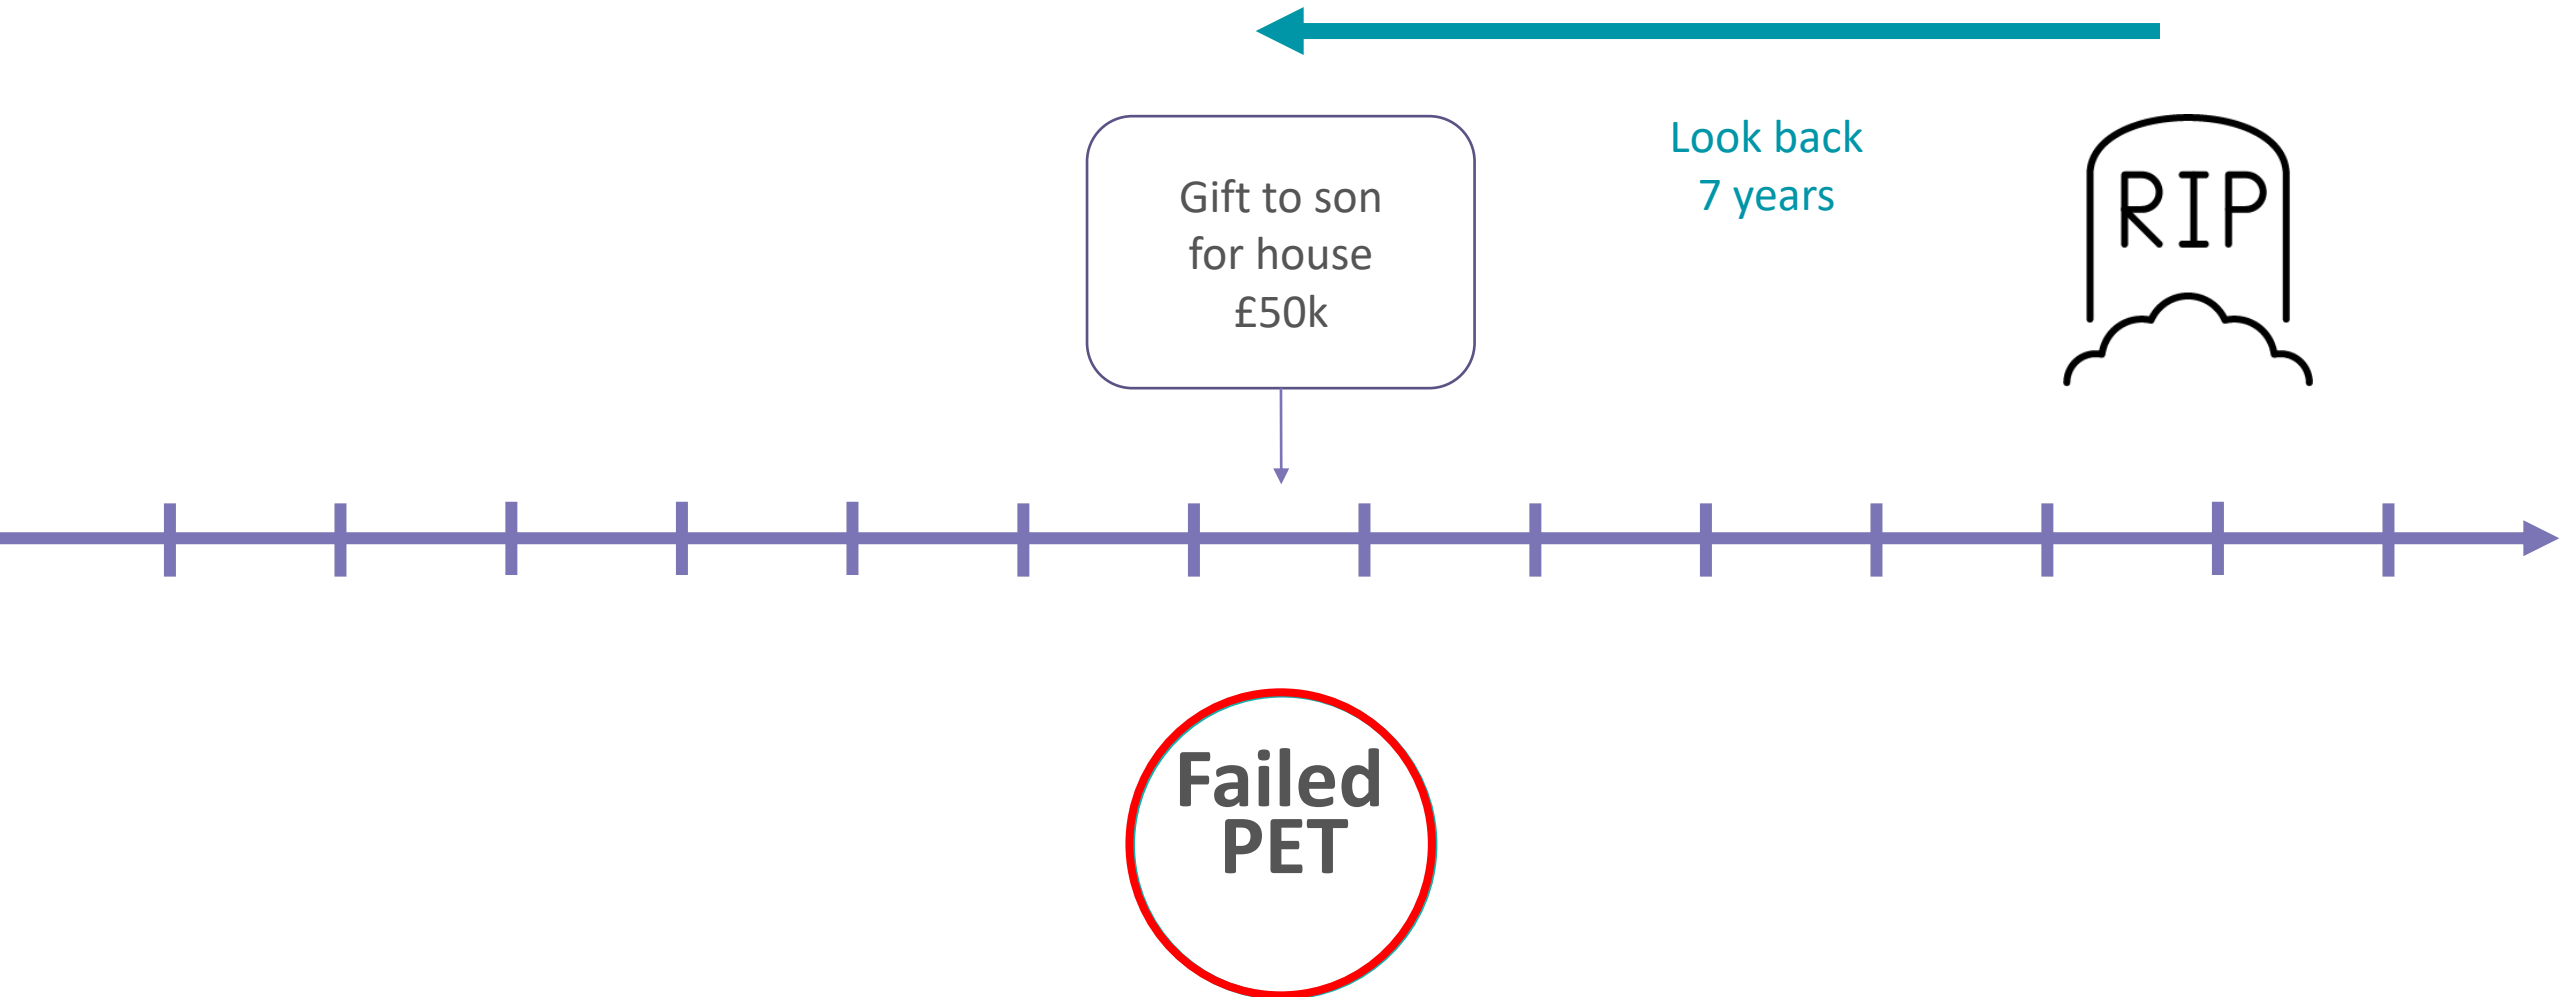 Gift to son
for house
£50k
Look back
7 years
RIP
Failed
PET